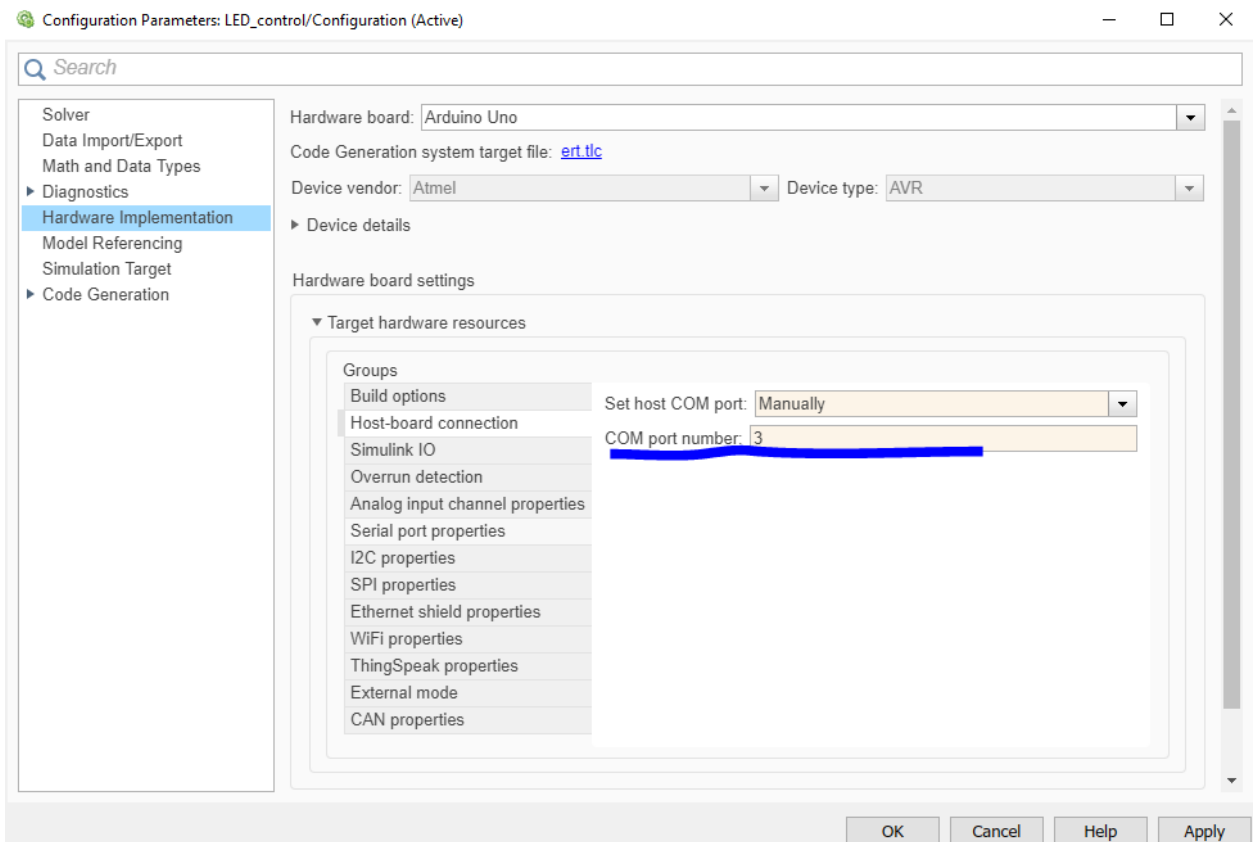 Configuration Parameters: LED_control/Configuration (Active)
Search
Solver
Data Import/Export
Math and Data Types
Diagnostics
Hardware Implementation
Model Referencing
Simulation Target
Code Generation
Hardware board: Arduino Uno
Code Generation system target file: ert.tlc
Device vendor: Atmel Device type: AVR
Device details
Hardware board settings
Target hardware resources
Groups
Build options
Host-board connection
Simulink IO
Overrun detection
Analog input channel properties
Serial port properties
I2C properties
SPI properties
Ethernet shield properties
WiFi properties
ThingSpeak properties
External mode
CAN properties
Set host COM port: Manually
COM port number: 3
OK Cancel Help Apply